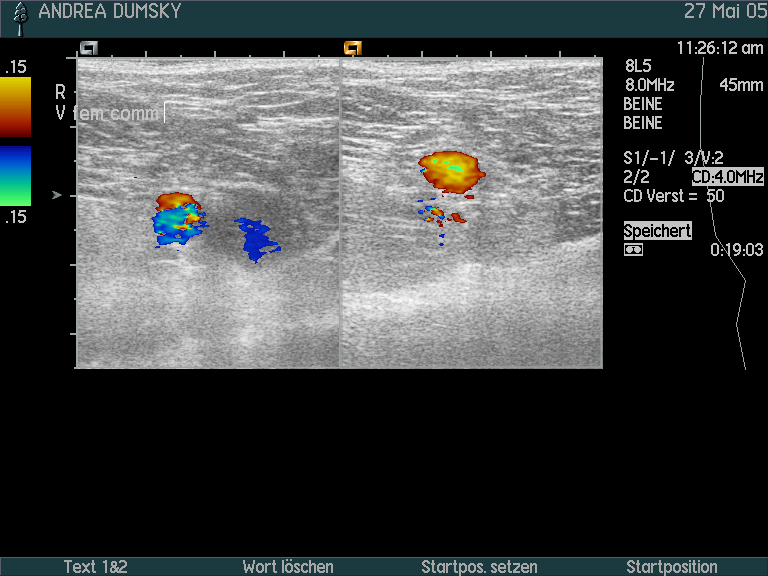 ANDREA DUMSKY
27 Mai 05
11:26:12 am
8L5
8.0MHz 45mm
BEINE
BEINE
S1/-1/ 3/V:2
2/2 CD:4.0MHz
CD Verst = 50
Speichert
0:19:03
.15
.15
R
V fem comm
Text 1&2 Wort löschen Startpos. setzen Startposition